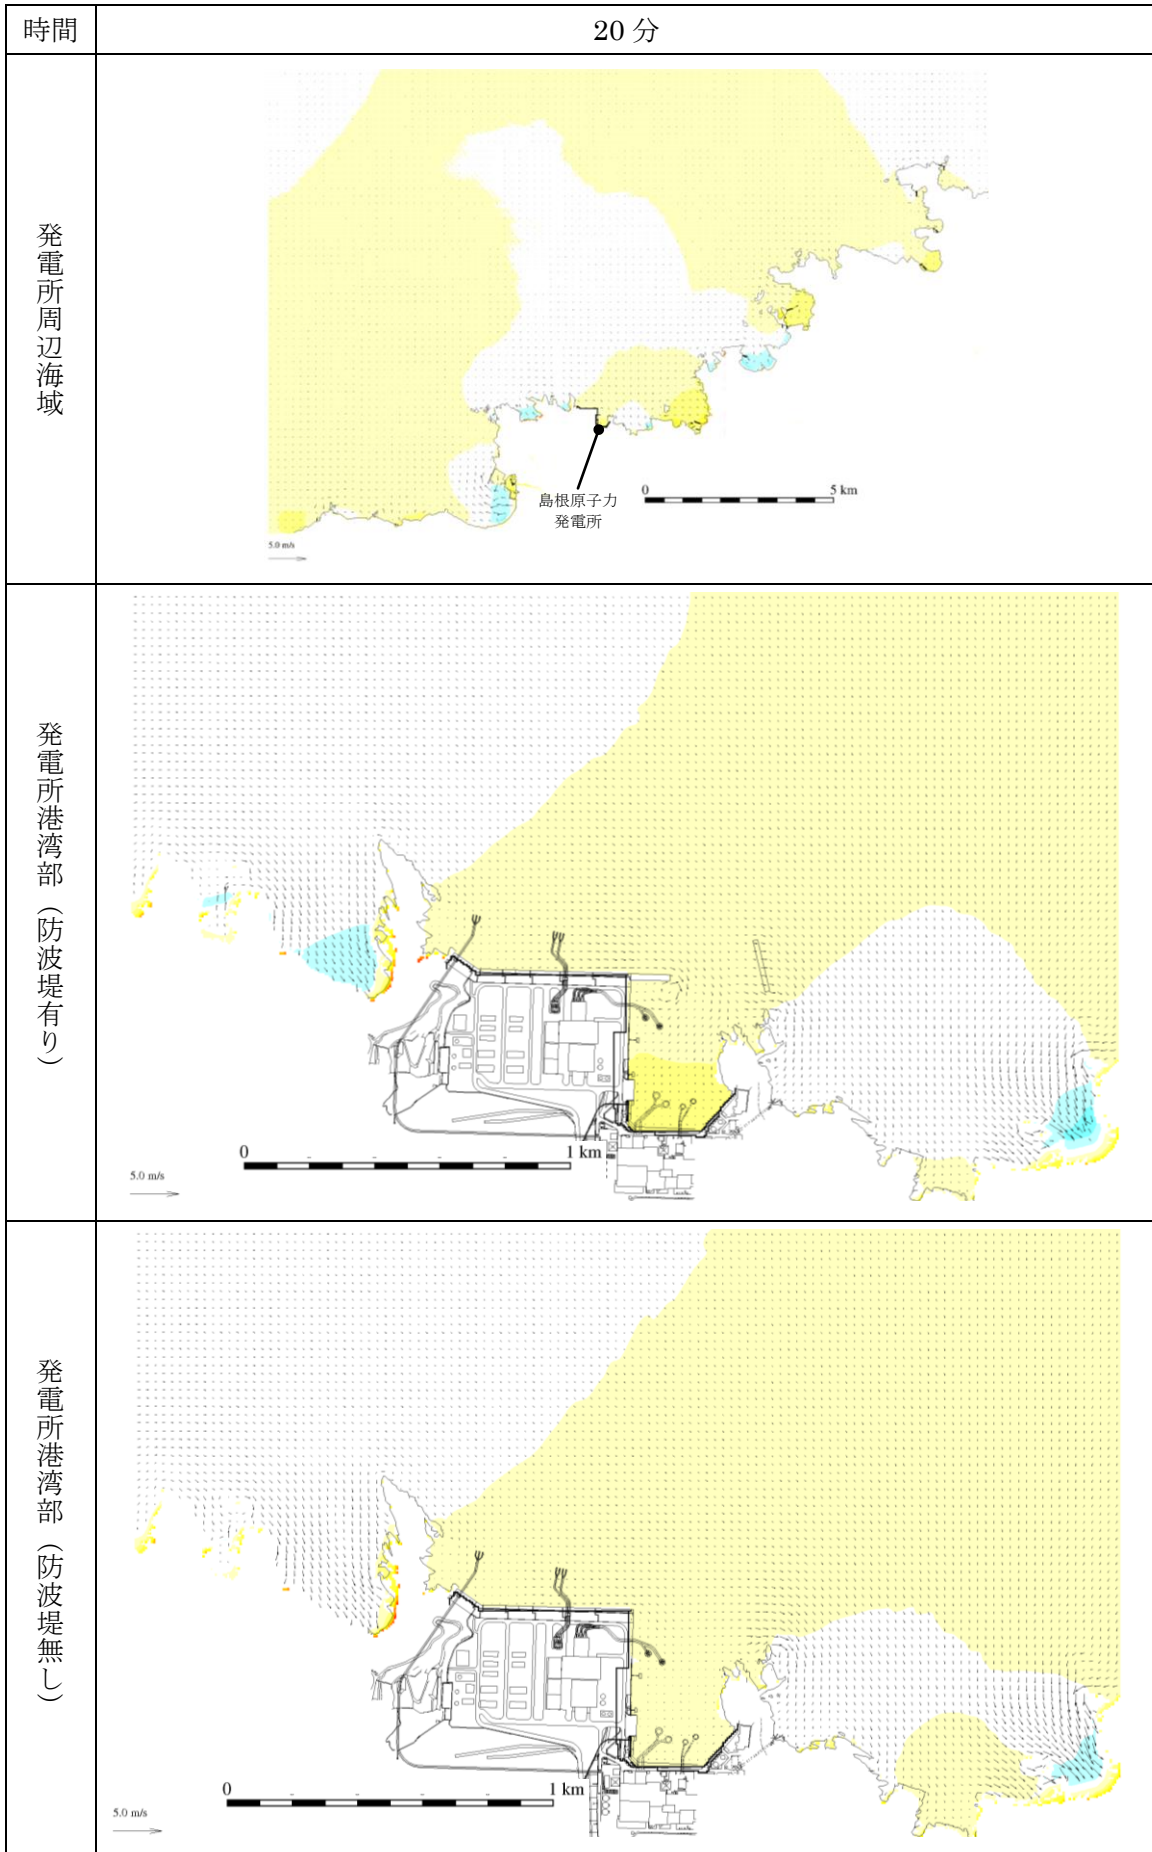 時間
20 分
発電所周辺海域
島根原子力
発電所
0 5 km
5.0 m/s
発電所港湾部（防波堤有り）
0 1 km
5.0 m/s
発電所港湾部（防波堤無し）
0 1 km
5.0 m/s